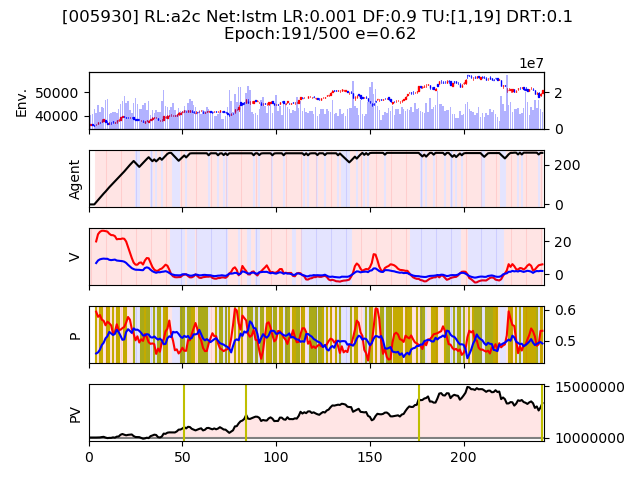 [005930] RL:a2c Net:lstm LR:0.001 DF:0.9 TU:[1,19] DRT:0.1
Epoch:191/500 e=0.62
1e7
Env.
50000
40000
2
0
Agent
200
0
V
20
0
P
0.6
0.5
PV
15000000
10000000
0
50
100
150
200